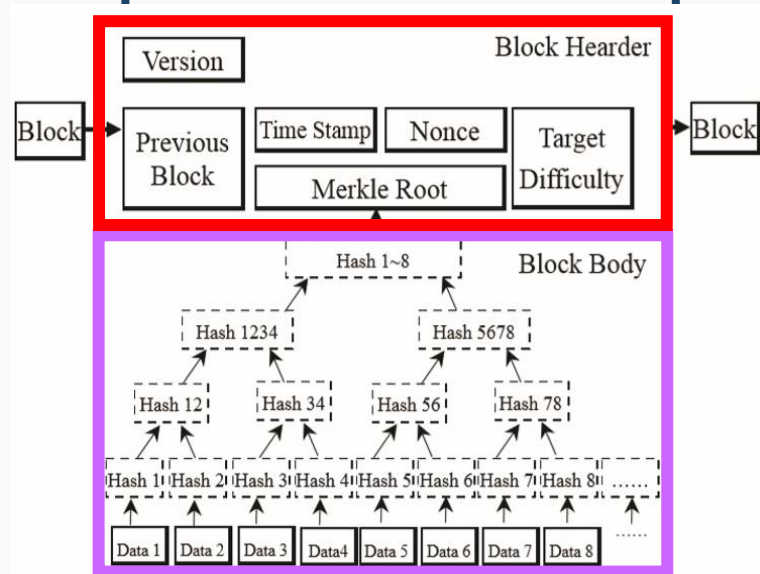 Block Hearder
Version
Block
Previous
Block
Time Stamp
Nonce
Target
Difficulty
Merkle Root
Block
Block Body
Hash 1~8
Hash 1234
Hash 5678
Hash 12
Hash 34
Hash 56
Hash 78
Hash 1
Hash 2
Hash 3
Hash 4
Hash 5
Hash 6
Hash 7
Hash 8
......
Data 1
Data 2
Data 3
Data4
Data 5
Data 6
Data 7
Data 8
......